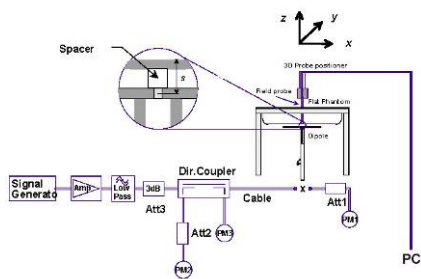 z
y
x
Spacer
s
3D Probe positioner
Field probe
Flat Phantom
Dipole
Signal
Generato
Amp
Low
Pass
3dB
Att3
Dir.Coupler
Cable
x
Att1
PM1
Att2
PM3
PM2
PC